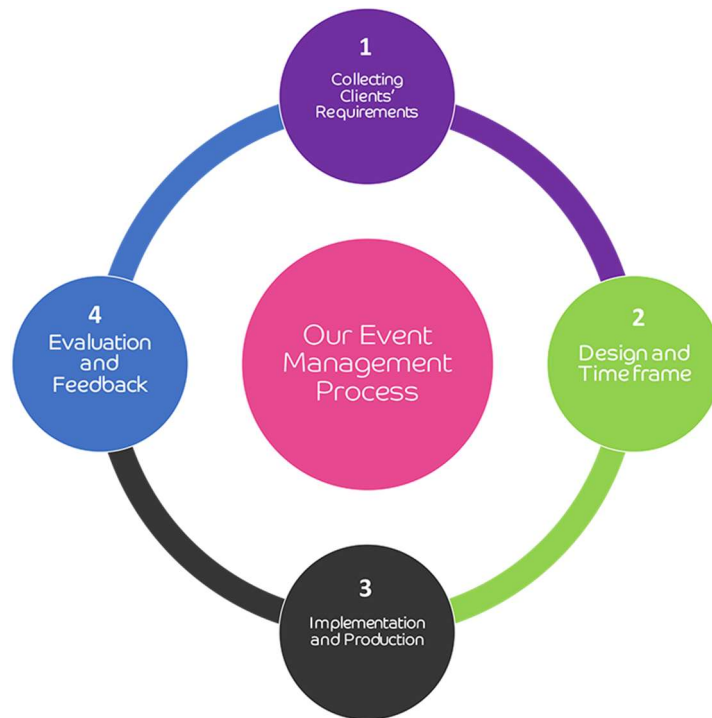 1
Collecting
Clients'
Requirements
2
Design and
Timeframe
3
Implementation
and Production
4
Evaluation
and
Feedback
Our Event
Management
Process